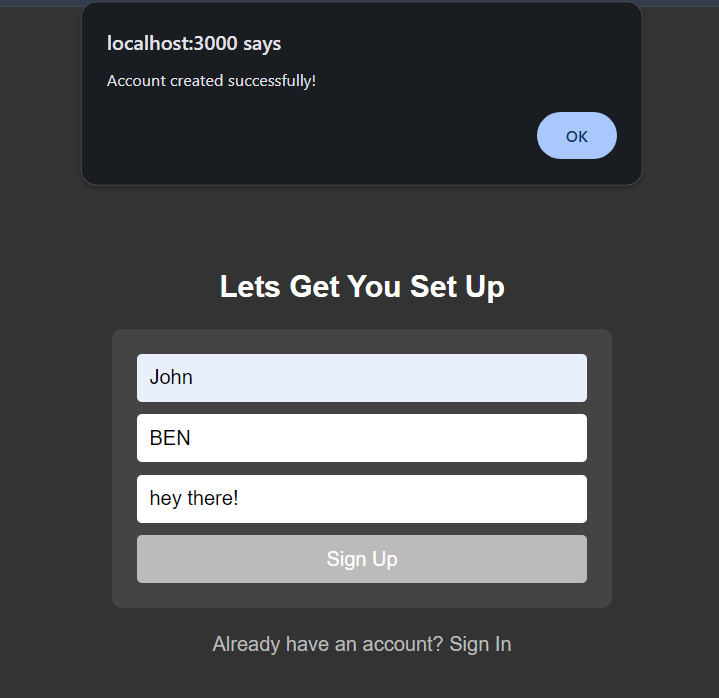 localhost:3000 says
Account created successfully!
OK
Lets Get You Set Up
John
BEN
hey there!
Sign Up
Already have an account? Sign In